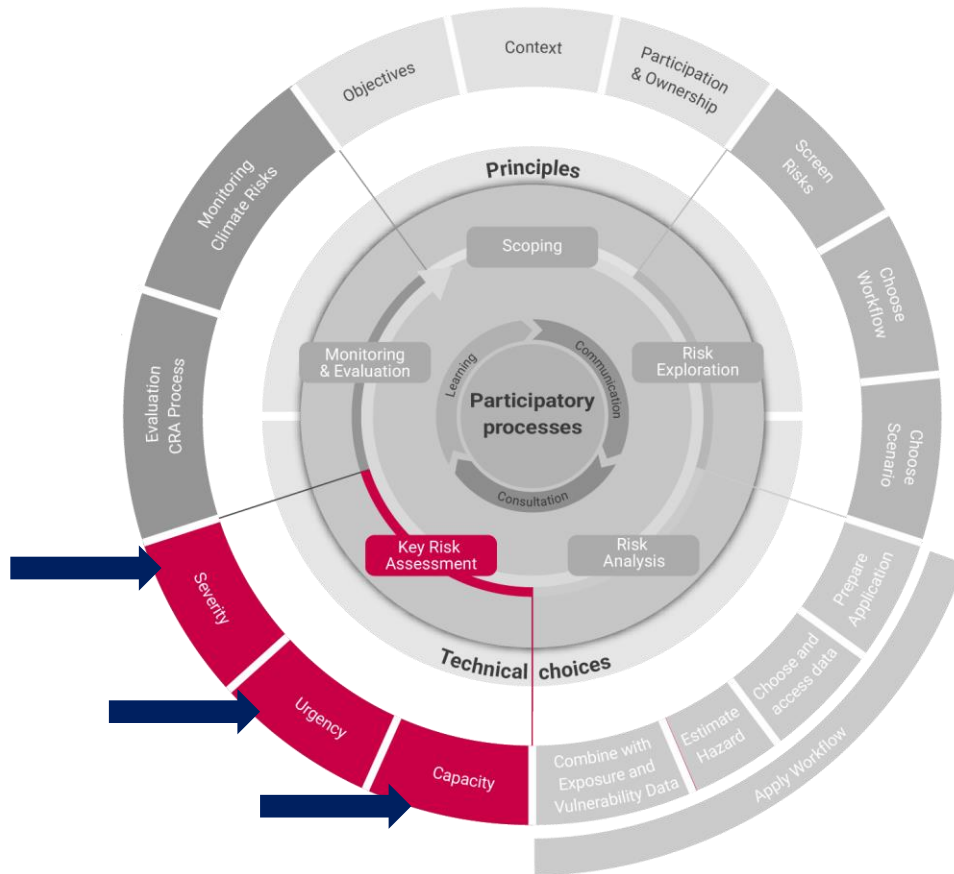 Objectives
Context
Participation
& Ownership
Screen
Risks
Choose
Workflow
Choose
Scenario
Prepare
Application
Choose and
access data
Estimate
Hazard
Combine with
Exposure and
Vulnerability Data
Apply Workflow
Capacity
Urgency
Severity
Evaluation
CRA Process
Monitoring
Climate Risks
Principles
Scoping
Risk
Exploration
Risk
Analysis
Key Risk
Assessment
Monitoring
& Evaluation
Technical choices
Learning
Communication
Consultation
Participatory
processes